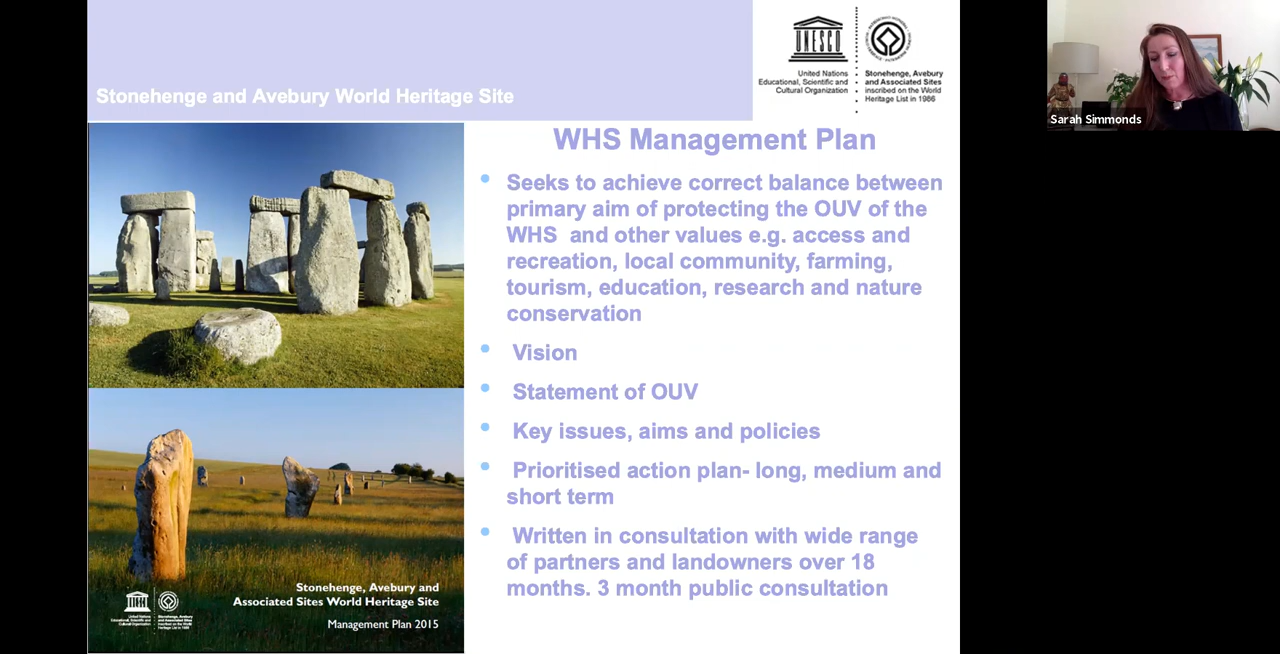 Stonehenge and Avebury World Heritage Site
UNESCO
United Nations
Educational, Scientific and
Cultural Organization
Stonehenge, Avebury
and Associated Sites
inscribed on the World
Heritage List in 1986
Sarah Simmonds
WHS Management Plan
• Seeks to achieve correct balance between
primary aim of protecting the OUV of the
WHS and other values e.g. access and
recreation, local community, farming,
tourism, education, research and nature
conservation
• Vision
• Statement of OUV
• Key issues, aims and policies
• Prioritised action plan- long, medium and
short term
• Written in consultation with wide range
of partners and landowners over 18
months. 3 month public consultation
Stonehenge, Avebury and
Associated Sites World Heritage Site
Management Plan 2015